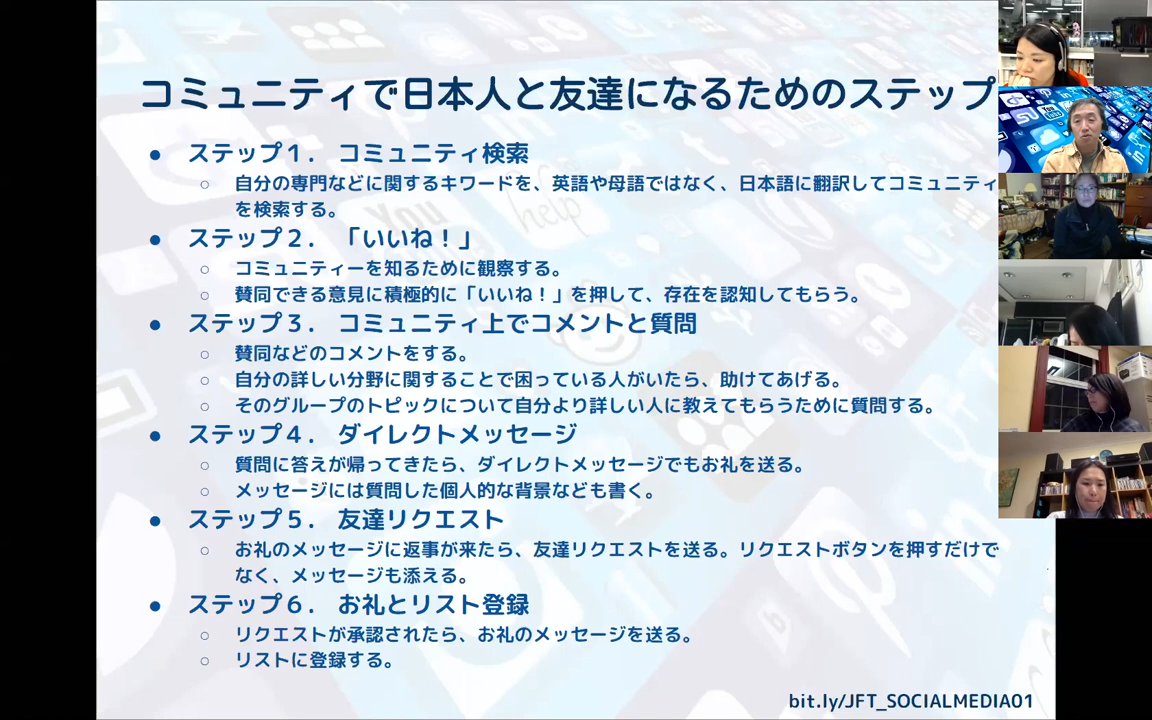 コミュニティで日本人と友達になるためのステップ
● ステップ１． コミュニティ検索
○ 自分の専門などに関するキワードを、英語や母語ではなく、日本語に翻訳してコミュニティ
を検索する。
● ステップ２． 「いいね！」
○ コミュニティーを知るために観察する。
○ 賛同できる意見に積極的に「いいね！」を押して、存在を認知してもらう。
● ステップ３． コミュニティ上でコメントと質問
○ 賛同などのコメントをする。
○ 自分の詳しい分野に関することで困っている人がいたら、助けてあげる。
○ そのグループのトピックについて自分より詳しい人に教えてもらうために質問する。
● ステップ４． ダイレクトメッセージ
○ 質問に答えが帰ってきたら、ダイレクトメッセージでもお礼を送る。
○ メッセージには質問した個人的な背景なども書く。
● ステップ５． 友達リクエスト
○ お礼のメッセージに返事が来たら、友達リクエストを送る。リクエストボタンを押すだけで
なく、メッセージも添える。
● ステップ６． お礼とリスト登録
○ リクエストが承認されたら、お礼のメッセージを送る。
○ リストに登録する。
bit.ly/JFT_SOCIALMEDIA01
You
help
in